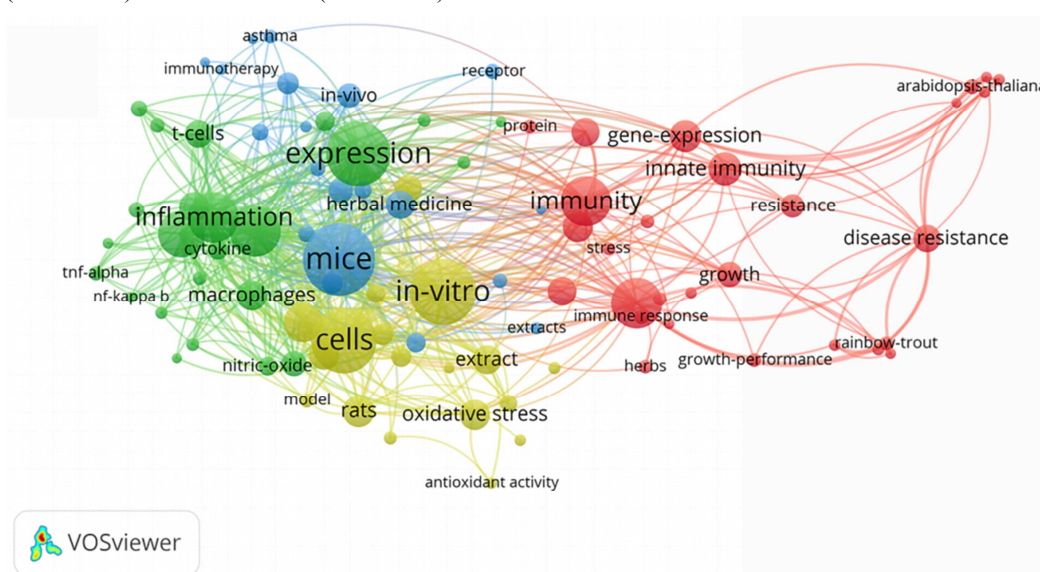 asthma
immunotherapy
receptor
in-vivo
arabidopsis-thaliana
t-cells
protein
gene-expression
expression
innate immunity
herbal medicine
immunity
resistance
inflammation
cytokine
stress
disease resistance
mice
tnf-alpha
growth
nf-kappa b
macrophages
in-vitro
immune response
extracts
cells
rainbow-trout
nitric-oxide
extract
herbs
growth-performance
model
rats
oxidative stress
antioxidant activity
VOSviewer